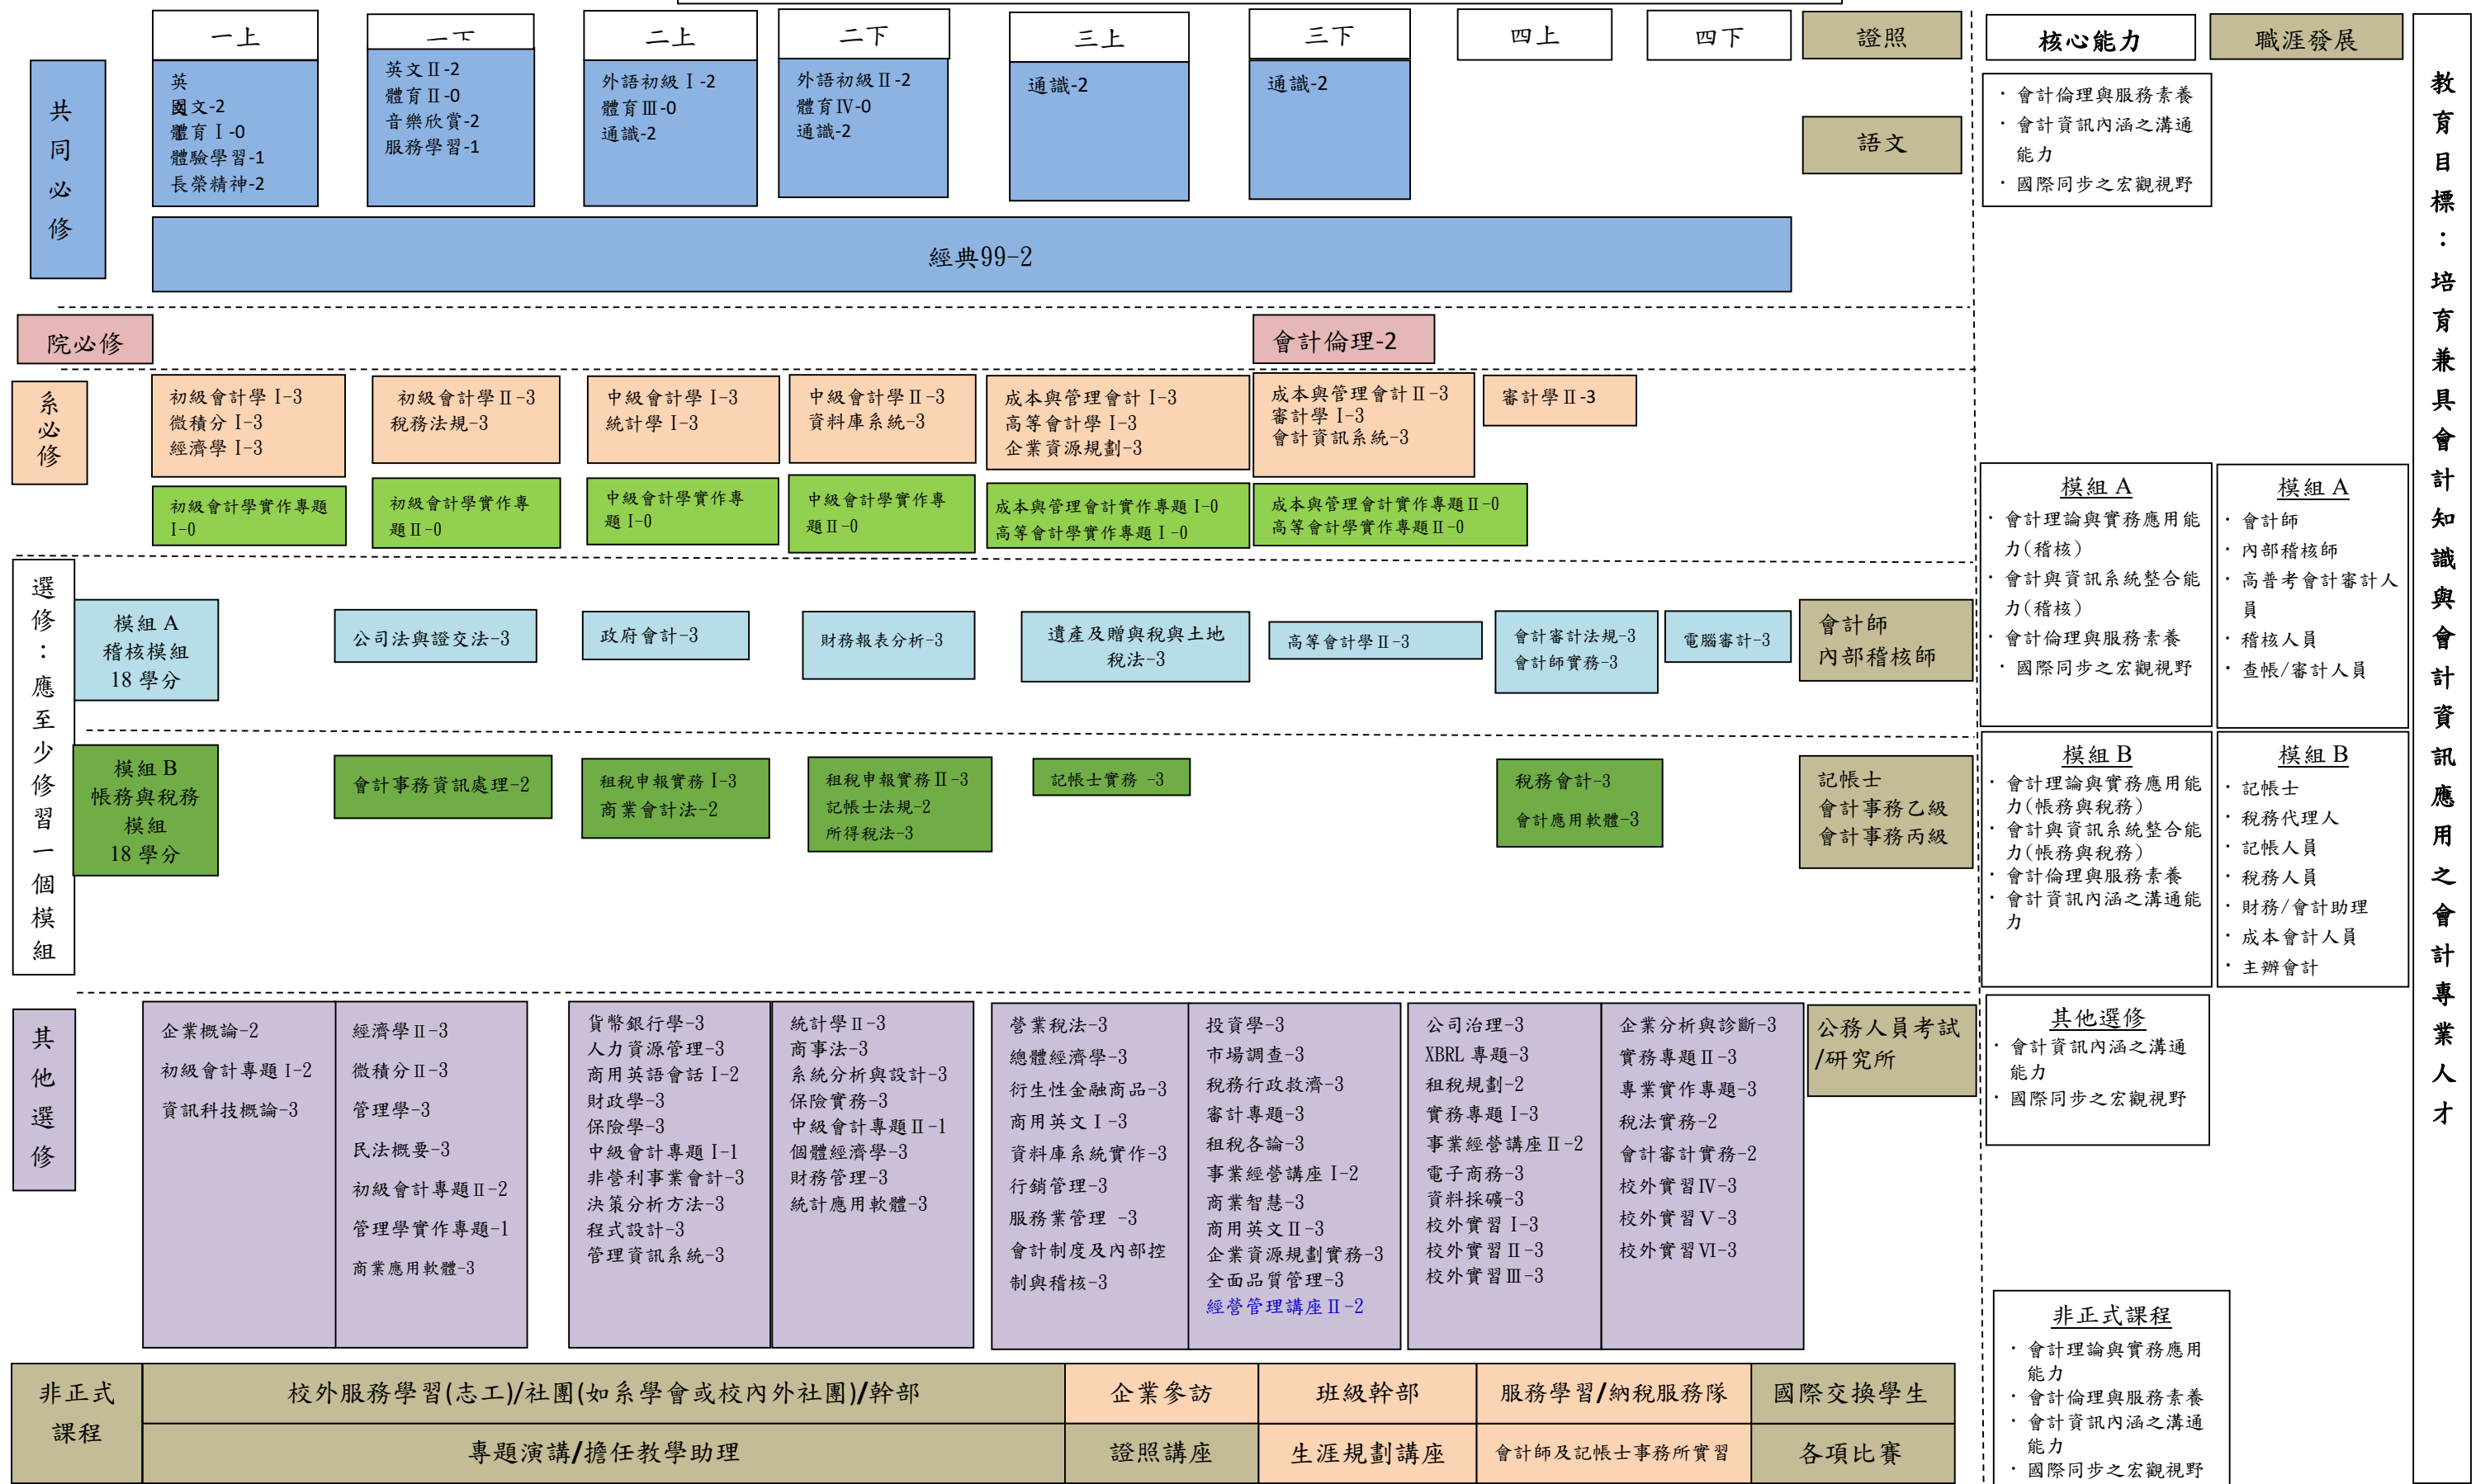 一上
一下
二上
二下
三上
三下
四上
四下
證照
核心能力
職涯發展
共同必修
英
國文-2
體育Ⅰ-0
體驗學習-1
長榮精神-2
英文Ⅱ-2
體育Ⅱ-0
音樂欣賞-2
服務學習-1
外語初級Ⅰ-2
體育Ⅲ-0
通識-2
外語初級Ⅱ-2
體育Ⅳ-0
通識-2
通識-2
通識-2
語文
‧會計倫理與服務素養
‧會計資訊內涵之溝通
能力
‧國際同步之宏觀視野
經典99-2
院必修
會計倫理-2
系必修
初級會計學 I-3
微積分 I-3
經濟學 I-3
初級會計學Ⅱ-3
稅務法規-3
中級會計學 I-3
統計學 I-3
中級會計學Ⅱ-3
資料庫系統-3
成本與管理會計 I-3
高等會計學 I-3
企業資源規劃-3
成本與管理會計Ⅱ-3
審計學 I-3
會計資訊系統-3
審計學Ⅱ-3
初級會計學實作專題
I-0
初級會計學實作專
題Ⅱ-0
中級會計學實作專
題 I-0
中級會計學實作專
題Ⅱ-0
成本與管理會計實作專題 I-0
高等會計學實作專題 I-0
成本與管理會計實作專題Ⅱ-0
高等會計學實作專題Ⅱ-0
選修：應至少修習一個模組
模組 A
稽核模組
18 學分
公司法與證交法-3
政府會計-3
財務報表分析-3
遺產及贈與稅與土地
稅法-3
高等會計學Ⅱ-3
會計審計法規-3
會計師實務-3
電腦審計-3
會計師
內部稽核師
模組 A
‧會計理論與實務應用能
力(稽核)
‧會計與資訊系統整合能
力(稽核)
‧會計倫理與服務素養
‧國際同步之宏觀視野
模組 A
‧會計師
‧內部稽核師
‧高普考會計審計人
員
‧稽核人員
‧查帳/審計人員
模組 B
帳務與稅務
模組
18 學分
會計事務資訊處理-2
租稅申報實務 I-3
商業會計法-2
租稅申報實務Ⅱ-3
記帳士法規-2
所得稅法-3
記帳士實務 -3
稅務會計-3
會計應用軟體-3
記帳士
會計事務乙級
會計事務丙級
模組 B
‧會計理論與實務應用能
力(帳務與稅務)
‧會計與資訊系統整合能
力(帳務與稅務)
‧會計倫理與服務素養
‧會計資訊內涵之溝通能
力
模組 B
‧記帳士
‧稅務代理人
‧記帳人員
‧稅務人員
‧財務/會計助理
‧成本會計人員
‧主辦會計
其他選修
企業概論-2
初級會計專題 I-2
資訊科技概論-3
經濟學Ⅱ-3
微積分Ⅱ-3
管理學-3
民法概要-3
初級會計專題Ⅱ-2
管理學實作專題-1
商業應用軟體-3
貨幣銀行學-3
人力資源管理-3
商用英語會話 I-2
財政學-3
保險學-3
中級會計專題 I-1
非營利事業會計-3
決策分析方法-3
程式設計-3
管理資訊系統-3
統計學Ⅱ-3
商事法-3
系統分析與設計-3
保險實務-3
中級會計專題Ⅱ-1
個體經濟學-3
財務管理-3
統計應用軟體-3
營業稅法-3
總體經濟學-3
衍生性金融商品-3
商用英文 I -3
資料庫系統實作-3
行銷管理-3
服務業管理 -3
會計制度及內部控
制與稽核-3
投資學-3
市場調查-3
稅務行政救濟-3
審計專題-3
租稅各論-3
事業經營講座 I-2
商業智慧-3
商用英文Ⅱ-3
企業資源規劃實務-3
全面品質管理-3
經營管理講座Ⅱ-2
公司治理-3
XBRL 專題-3
租稅規劃-2
實務專題 I-3
事業經營講座Ⅱ-2
電子商務-3
資料採礦-3
校外實習 I-3
校外實習Ⅱ-3
校外實習Ⅲ-3
企業分析與診斷-3
實務專題Ⅱ-3
專業實作專題-3
稅法實務-2
會計審計實務-2
校外實習Ⅳ-3
校外實習Ⅴ-3
校外實習Ⅵ-3
公務人員考試
/研究所
其他選修
‧會計資訊內涵之溝通
能力
‧國際同步之宏觀視野
非正式
課程
校外服務學習(志工)/社團(如系學會或校內外社團)/幹部
企業參訪
班級幹部
服務學習/納稅服務隊
國際交換學生
專題演講/擔任教學助理
證照講座
生涯規劃講座
會計師及記帳士事務所實習
各項比賽
非正式課程
‧會計理論與實務應用
能力
‧會計倫理與服務素養
‧會計資訊內涵之溝通
能力
‧國際同步之宏觀視野
教育目標：培育兼具會計知識與會計資訊應用之會計專業人才